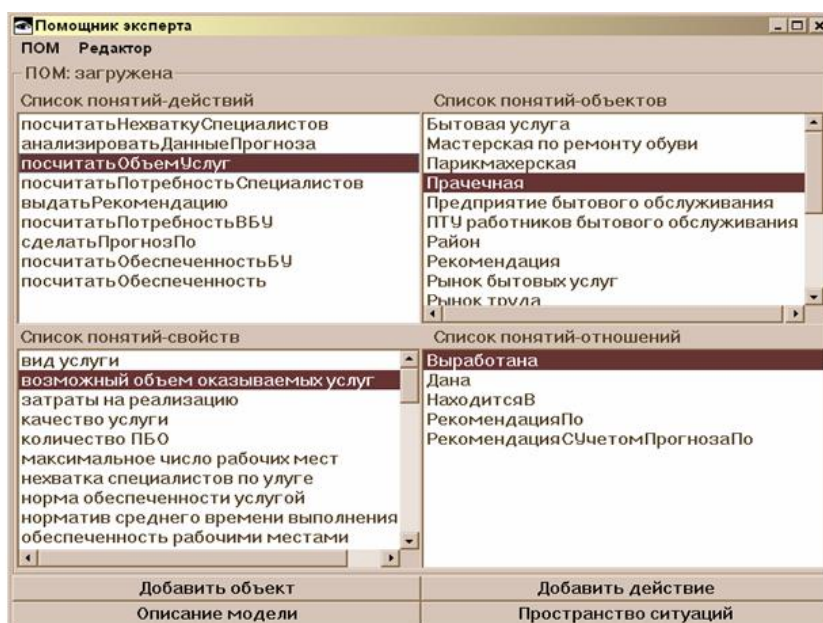 Помощник эксперта
ПОМ Редактор
ПОМ: загружена
Список понятий-действий
посчитатьНехваткуСпециалистов
анализироватьДанныеПрогноза
посчитатьОбъемУслуг
посчитатьПотребностьСпециалистов
выдатьРекомендацию
посчитатьПотребностьВБУ
сделатьПрогнозПо
посчитатьОбеспеченностьБУ
посчитатьОбеспеченность
Список понятий-объектов
Бытовая услуга
Мастерская по ремонту обуви
Парикмахерская
Прачечная
Предприятие бытового обслуживания
ПТУ работников бытового обслуживания
Район
Рекомендация
Рынок бытовых услуг
Рынок труда
Список понятий-свойств
вид услуги
возможный объем оказываемых услуг
затраты на реализацию
качество услуги
количество ПБО
максимальное число рабочих мест
нехватка специалистов по улуге
норма обеспеченности услугой
норматив среднего времени выполнения
обеспеченность рабочими местами
Список понятий-отношений
Выработана
Дана
НаходитсяВ
РекомендацияПо
РекомендацияСУчетомПрогнозаПо
Добавить объект
Добавить действие
Описание модели
Пространство ситуаций